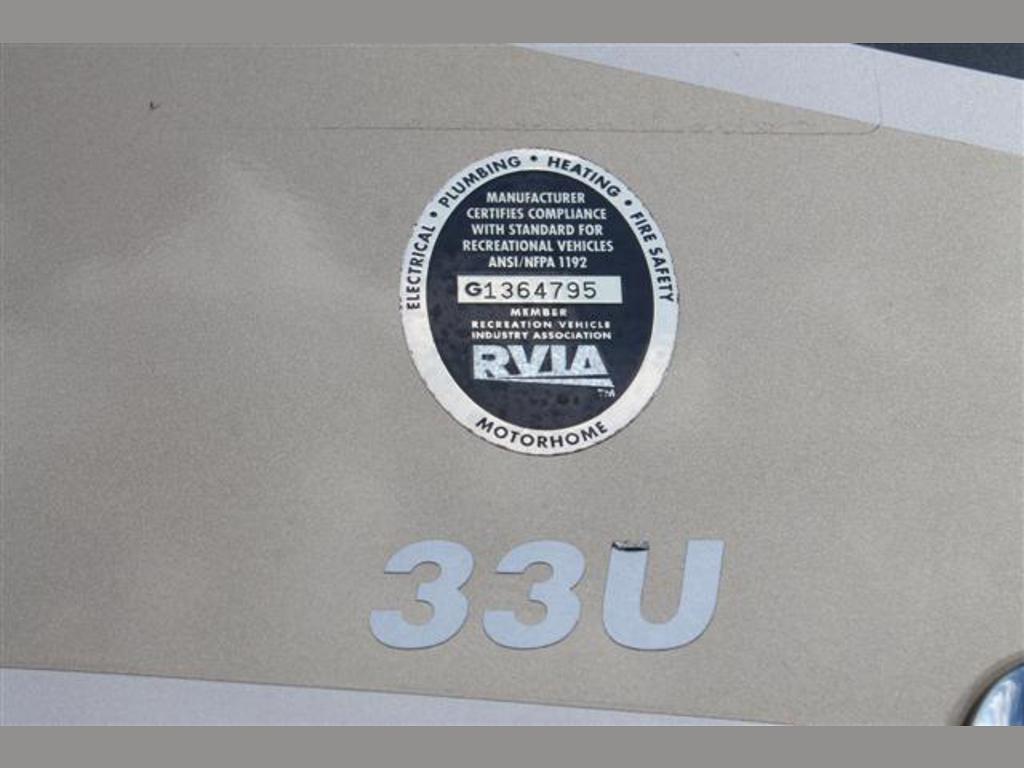 ELECTRICAL • PLUMBING • HEATING • FIRE SAFETY
MANUFACTURER
CERTIFIES COMPLIANCE
WITH STANDARD FOR
RECREATIONAL VEHICLES
ANSI/NFPA 1192
G1364795
MEMBER
RECREATION VEHICLE
INDUSTRY ASSOCIATION
RVIA
TM
MOTORHOME
33U